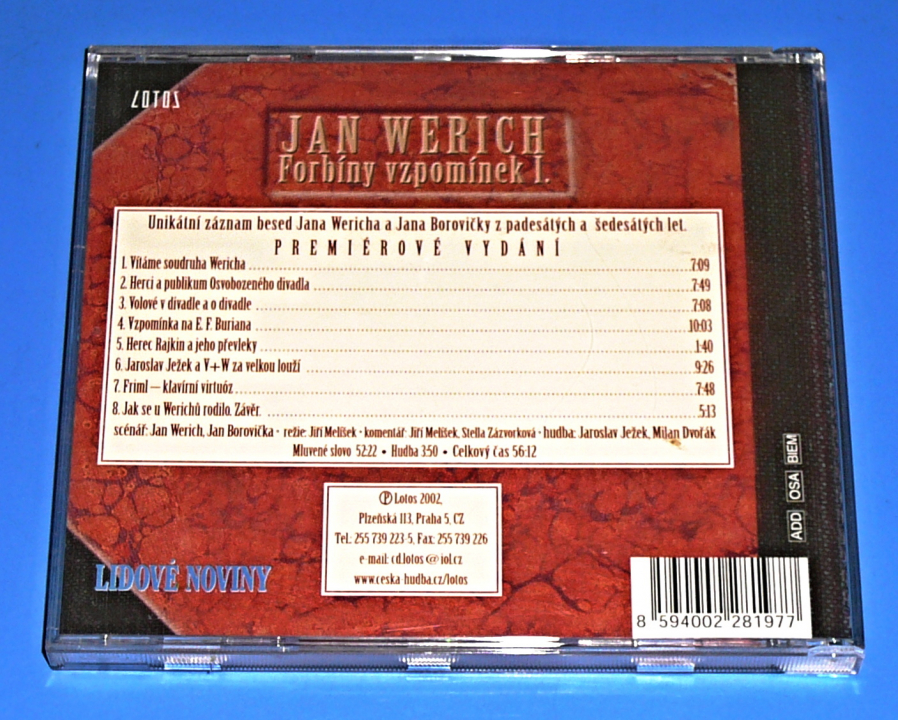 LOTOS
JAN WERICH
Forbíny vzpomínek I.
Unikátní záznam besed Jana Wericha a Jana Borovičky z padesátých a šedesátých let.
PREMIÉROVÉ VYDÁNÍ
1. Vítáme soudruha Wericha 7:09
2. Herci a publikum Osvobozeného divadla 7:49
3. Volové v divadle a o divadle 7:08
4. Vzpomínka na E. F. Buriana 10:03
5. Herec Rajkin a jeho převleky 1:40
6. Jaroslav Ježek a V+W za velkou louží 9:26
7. Friml – klavírní virtuóz 7:48
8. Jak se u Werichů rodilo. Závěr. 5:13
scénář: Jan Werich, Jan Borovička • režie: Jiří Melíšek • komentář: Jiří Melíšek, Stella Zázvorková • hudba: Jaroslav Ježek, Milan Dvořák
Mluvené slovo 52:22 • Hudba 3:50 • Celkový čas 56:12
Ⓟ Lotos 2002,
Plzeňská 113, Praha 5, CZ
Tel.: 255 739 223 5, Fax: 255 739 226
e-mail: cd.lotos@iol.cz
www.ceska-hudba.cz/lotos
LIDOVÉ NOVINY
ADD OSA BIEM
8 594002 281977